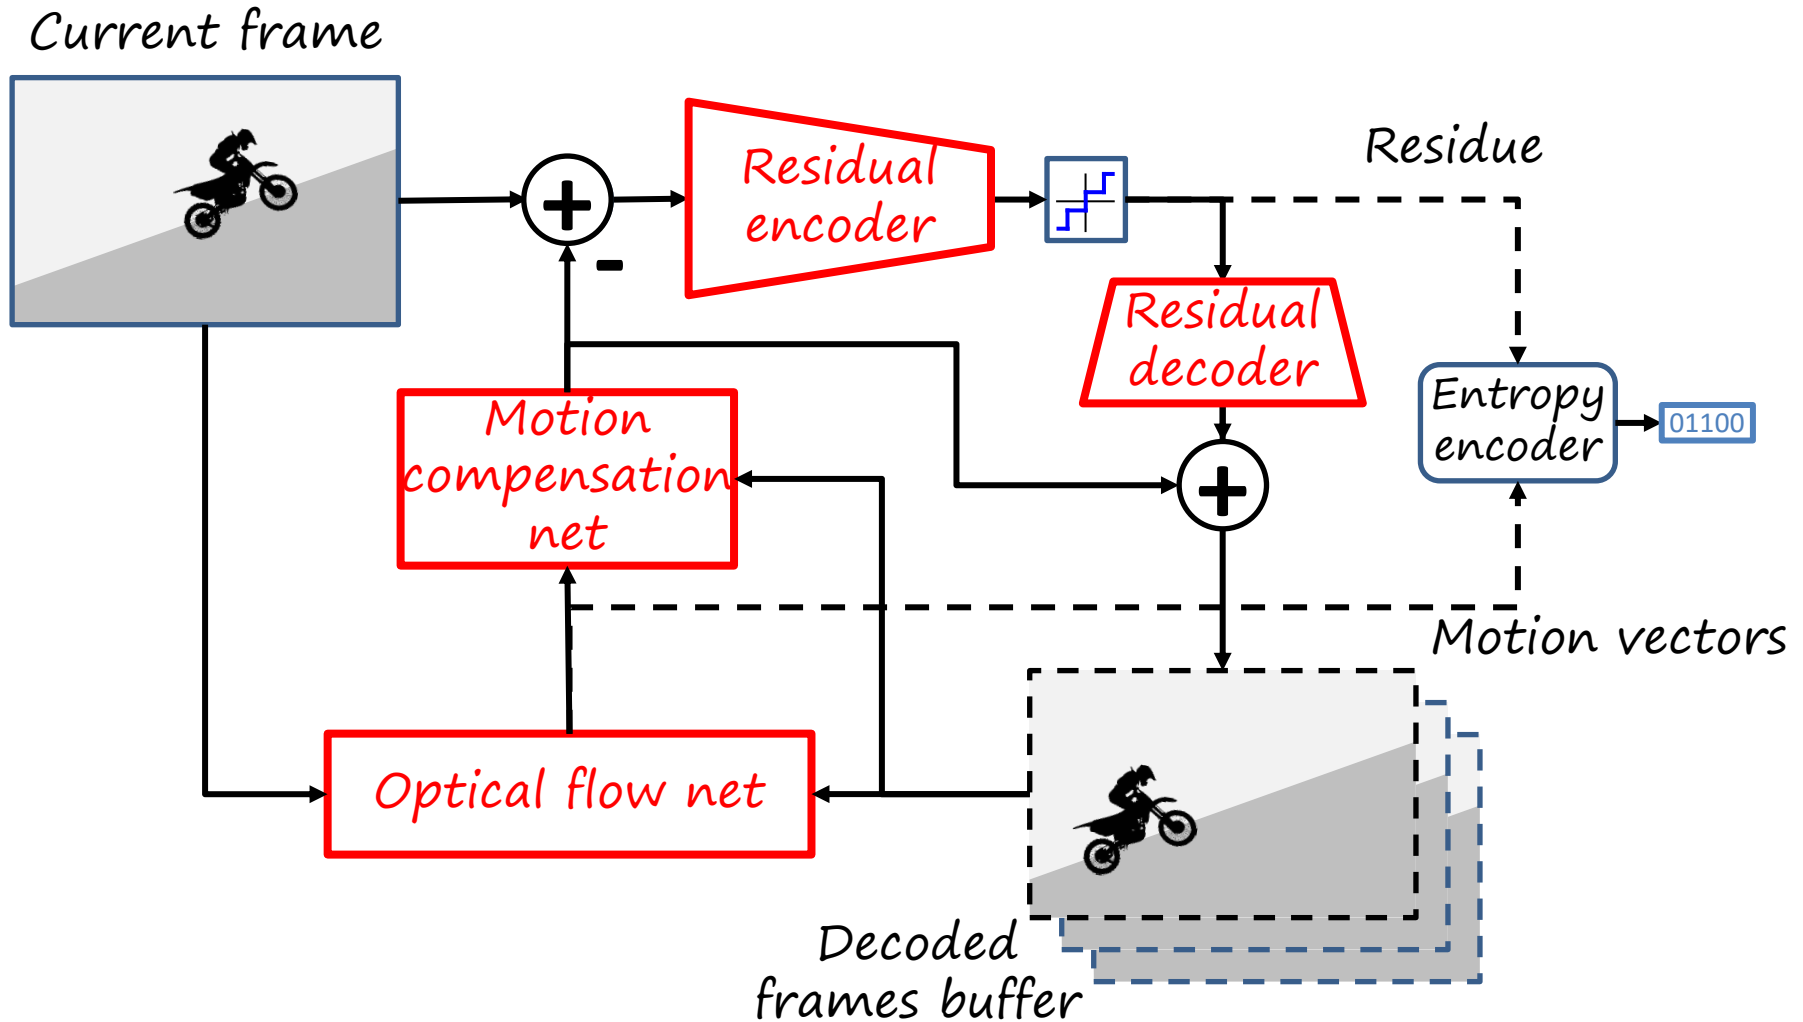 Current frame
Residual
encoder
Residue
Residual
decoder
Entropy
encoder
01100
Motion
compensation
net
Motion vectors
Optical flow net
Decoded
frames buffer